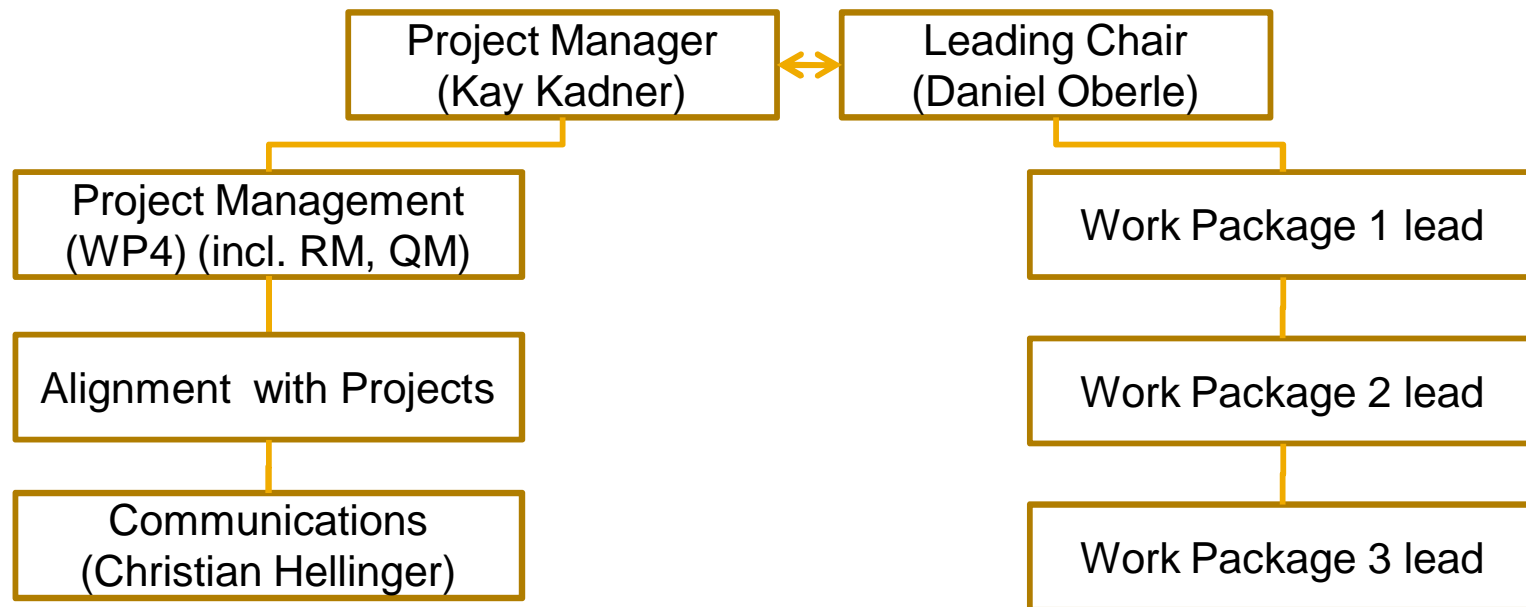 Project Manager
(Kay Kadner)
Leading Chair
(Daniel Oberle)
Project Management
(WP4) (incl. RM, QM)
Work Package 1 lead
Alignment  with Projects
Work Package 2 lead
Communications
(Christian Hellinger)
Work Package 3 lead